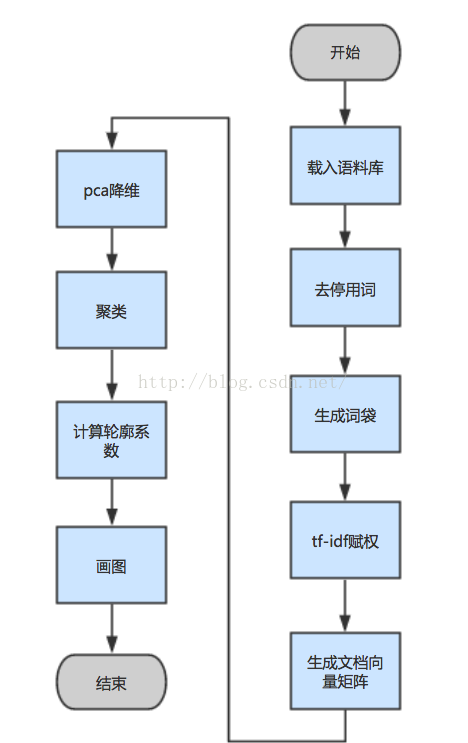 开始
载入语料库
去停用词
生成词袋
tf-idf赋权
生成文档向
量矩阵
pca降维
聚类
计算轮廓系
数
画图
结束
http://blog.csdn.net/